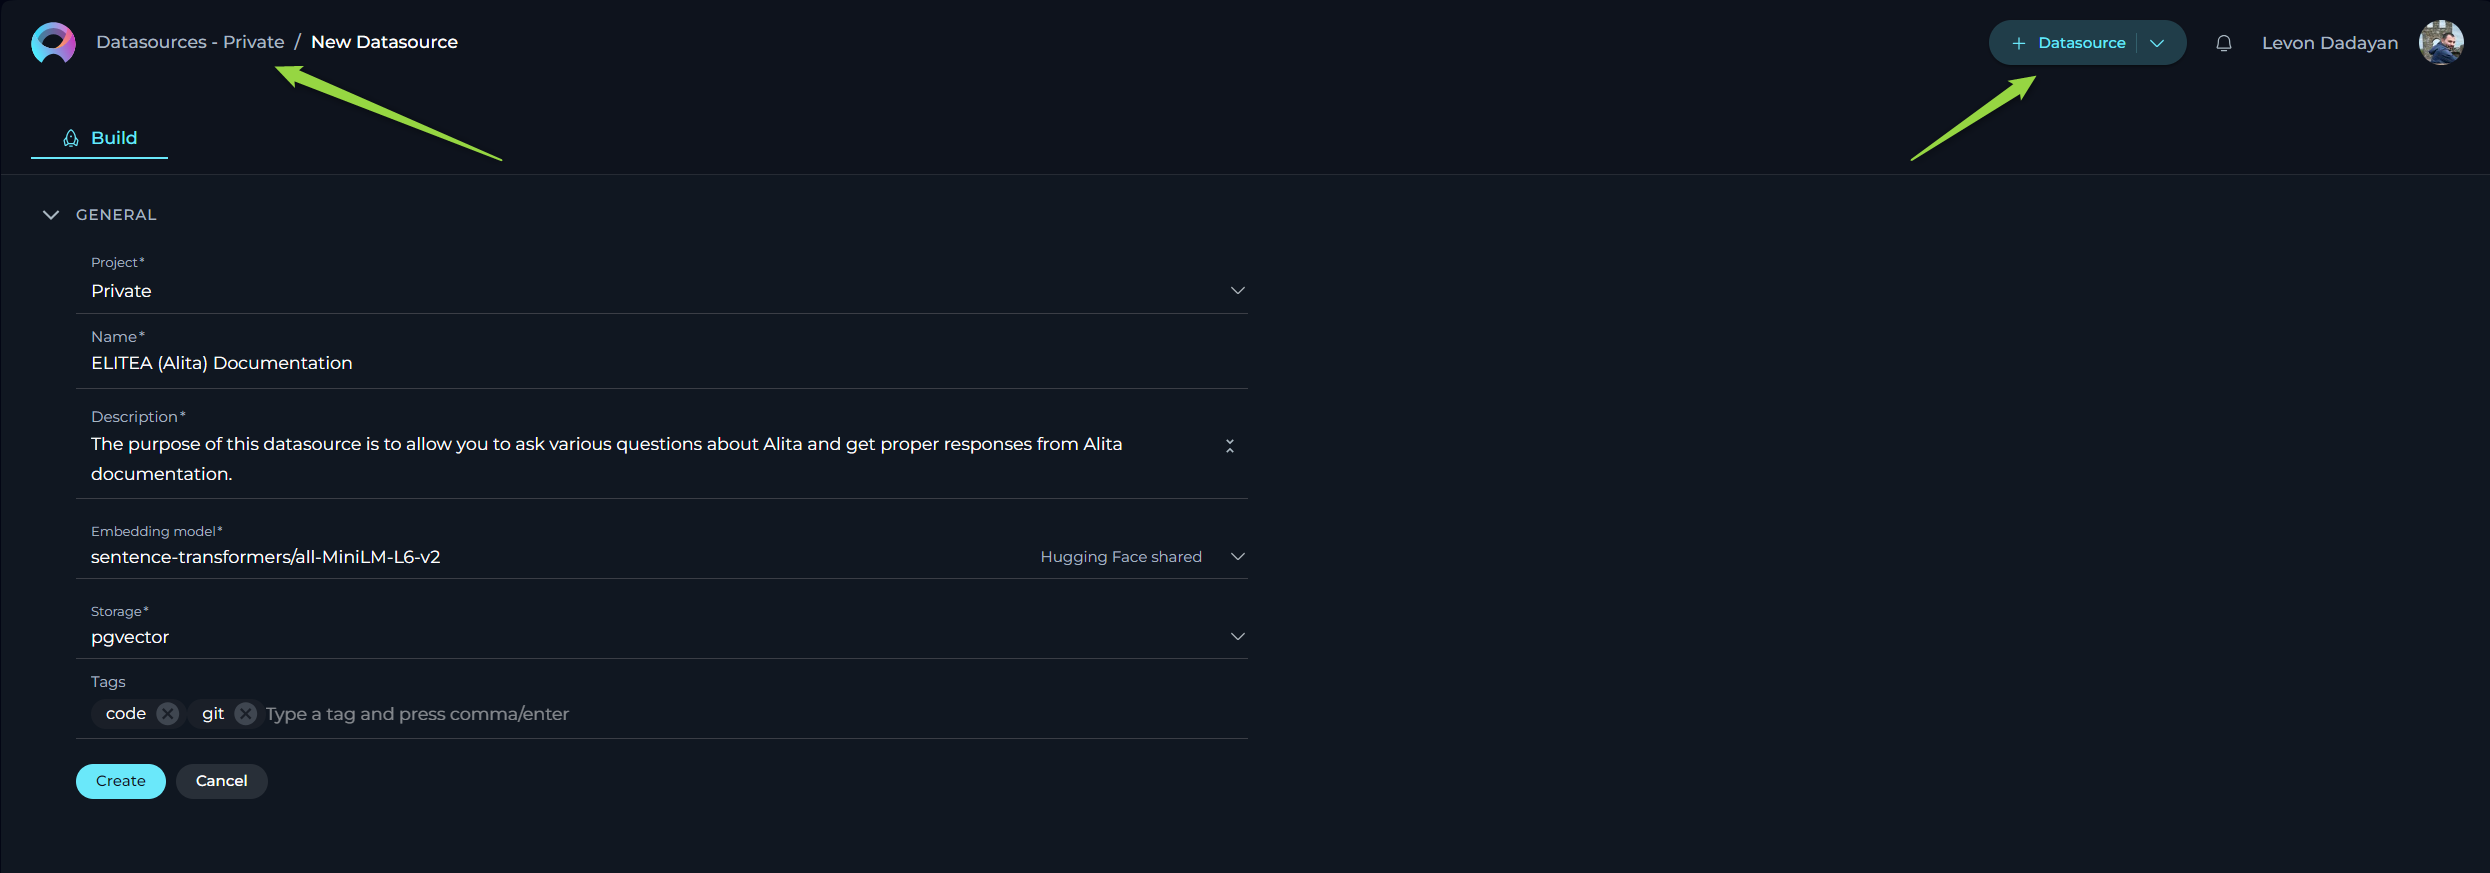 Datasources - Private / New Datasource
+ Datasource
Levon Dadayan
Build
GENERAL
Project*
Private
Name*
ELITEA (Alita) Documentation
Description*
The purpose of this datasource is to allow you to ask various questions about Alita and get proper responses from Alita
documentation.
Embedding model*
sentence-transformers/all-MiniLM-L6-v2 Hugging Face shared
Storage*
pgvector
Tags
code git Type a tag and press comma/enter
Create Cancel